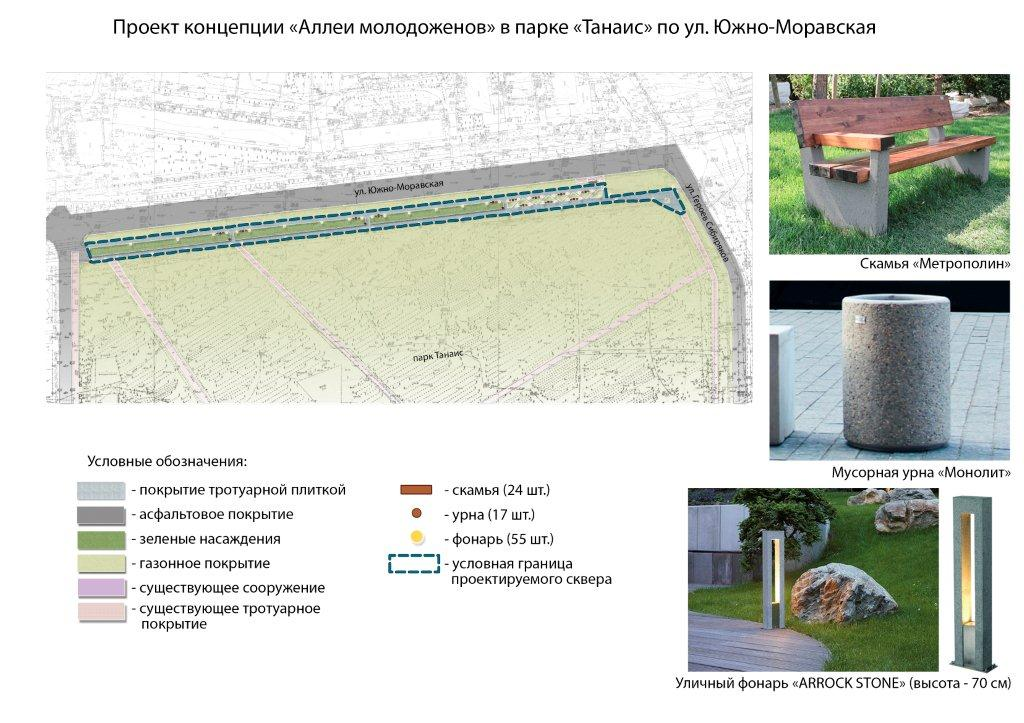 Проект концепции «Аллеи молодоженов» в парке «Танаис» по ул. Южно-Моравская
ул. Южно-Моравская
ул. Героев Сибиряков
парк Танаис
Скамья «Метрополин»
Мусорная урна «Монолит»
Уличный фонарь «ARROCK STONE» (высота - 70 см)
Условные обозначения:
- покрытие тротуарной плиткой
- асфальтовое покрытие
- зеленые насаждения
- газонное покрытие
- существующее сооружение
- существующее тротуарное
покрытие
- скамья (24 шт.)
- урна (17 шт.)
- фонарь (55 шт.)
- условная граница
проектируемого сквера